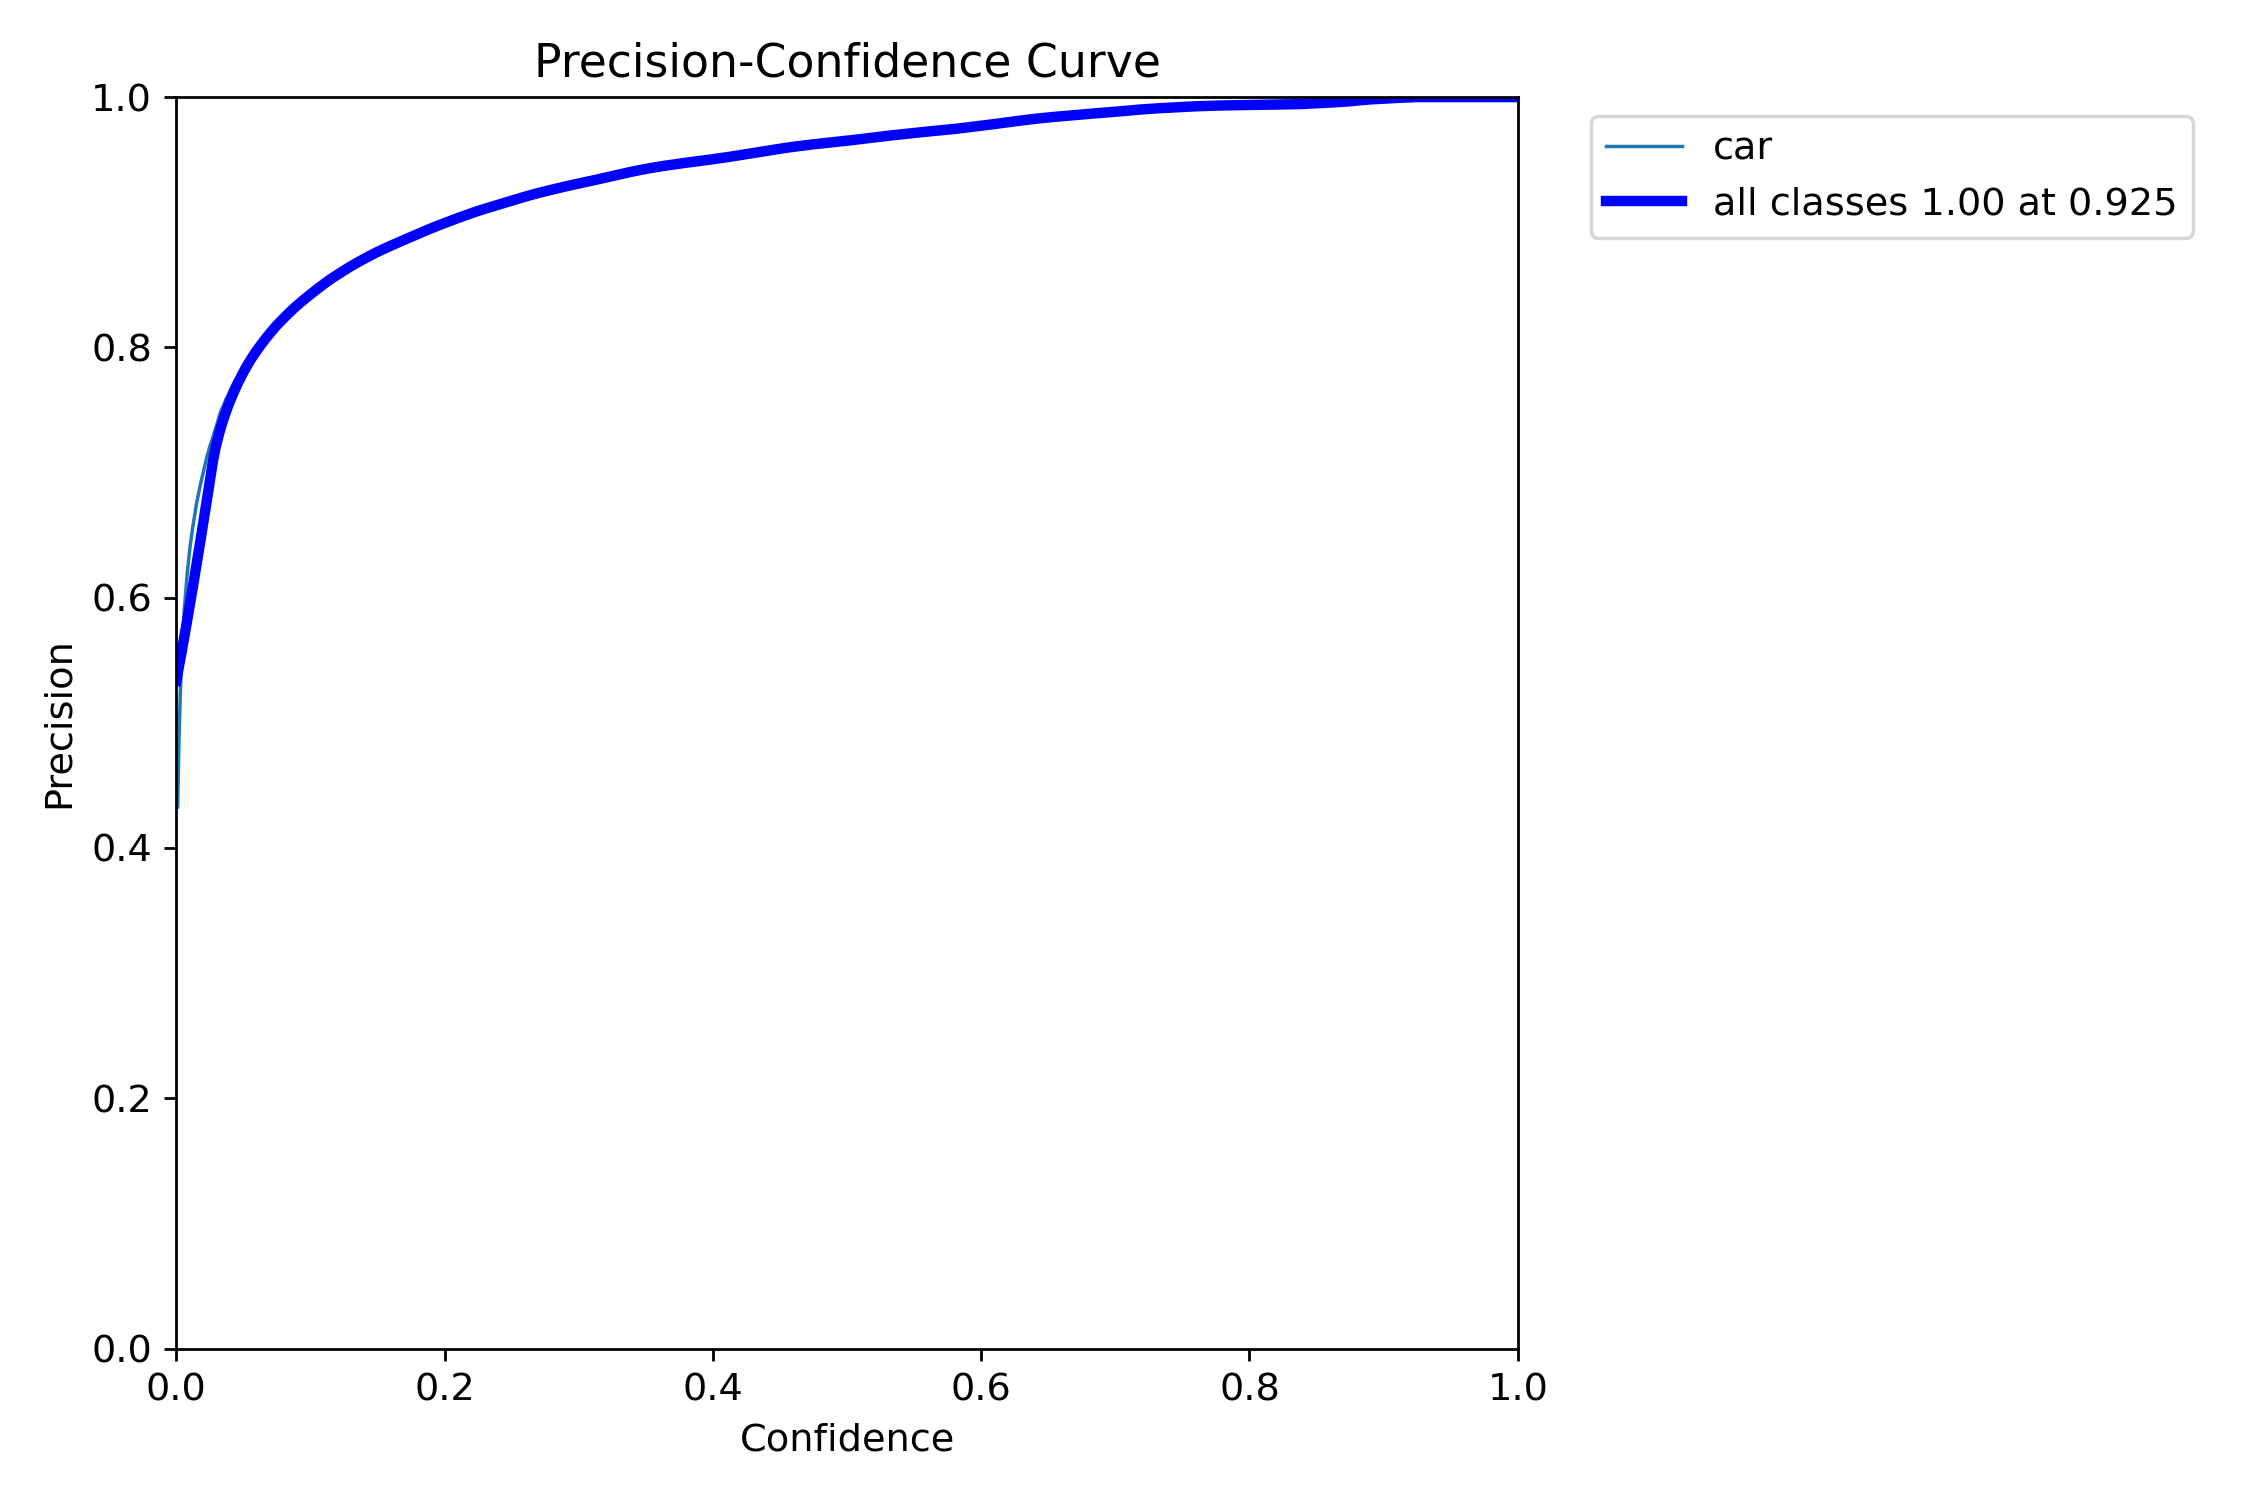 Precision-Confidence Curve
1.0
0.8
0.6
0.4
0.2
0.0
Precision
0.0 0.2 0.4 0.6 0.8 1.0
Confidence
car
all classes 1.00 at 0.925